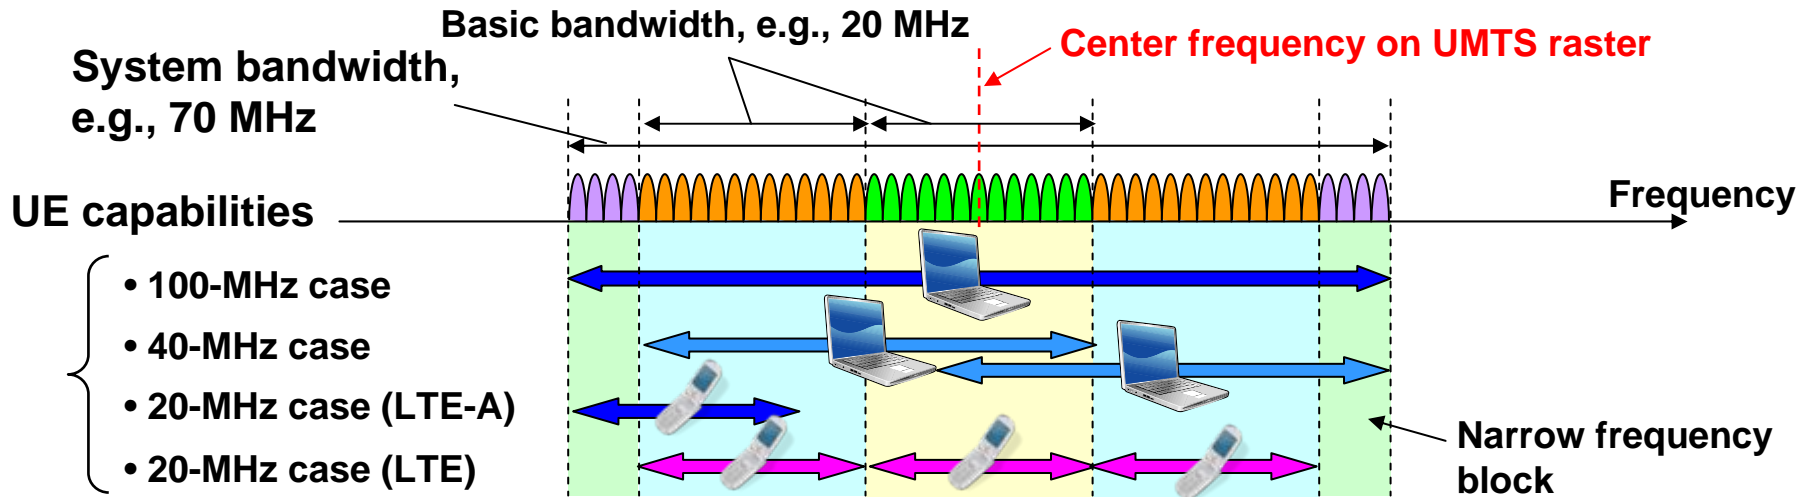 Basic bandwidth, e.g., 20 MHz
Center frequency on UMTS raster
System bandwidth,
e.g., 70 MHz
Frequency
UE capabilities
• 100-MHz case
• 40-MHz case
• 20-MHz case (LTE-A)
• 20-MHz case (LTE)
Narrow frequency
block